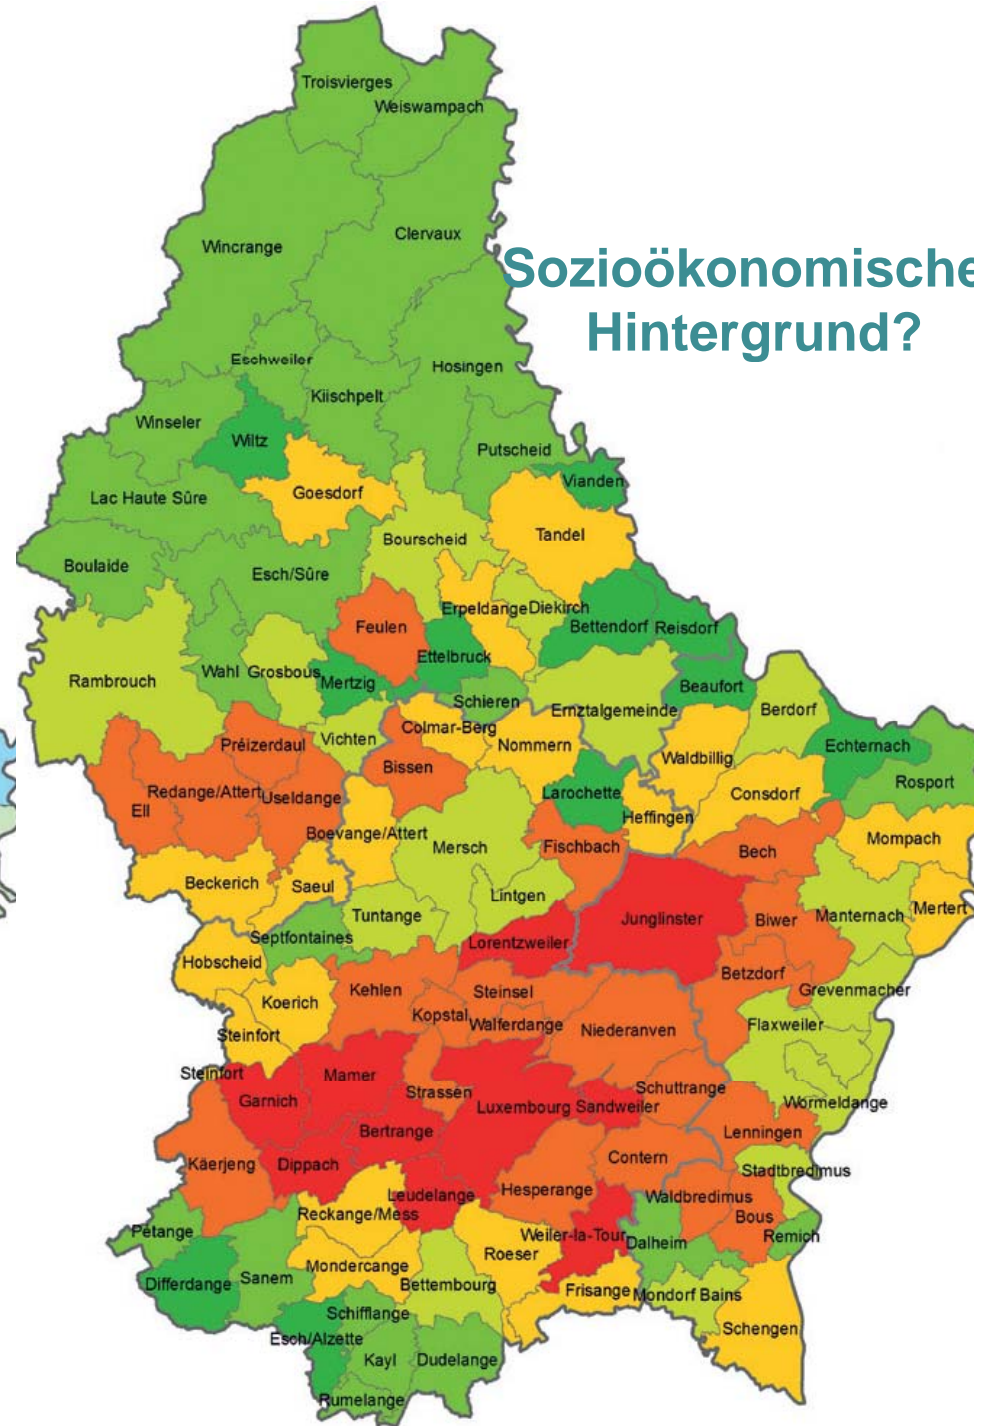 Troisvierges
Weiswampach
Wincrange
Clervaux
Sozioökonomische
Hintergrund?
Eschweiler
Hosingen
Kiischpelt
Winseler
Wiltz
Putscheid
Vianden
Lac Haute Sûre
Goesdorf
Tandel
Bourscheid
Boulaide
Esch/Sûre
Erpeldange
Diekirch
Feulen
Bettendorf
Reisdorf
Ettelbruck
Rambrouch
Wahl
Grosbous
Mertzig
Beaufort
Schieren
Ernztalgemeinde
Berdorf
Colmar-Berg
Préizerdaul
Vichten
Nommern
Echternach
Waldbillig
Bissen
Rosport
Redange/Attert
Useldange
Larochette
Consdorf
Ell
Heffingen
Boevange/Attert
Mersch
Fischbach
Bech
Mompach
Beckerich
Saeul
Lintgen
Tuntange
Junglinster
Biwer
Manternach
Mertert
Septfontaines
Lorentzweiler
Hobscheid
Betzdorf
Kehlen
Steinsel
Grevenmacher
Koerich
Kopstal
Walferdange
Niederanven
Flaxweiler
Steinfort
Steinfort
Mamer
Strassen
Schuttrange
Garnich
Luxembourg
Sandweiler
Wormeldange
Bertrange
Lenningen
Käerjeng
Dippach
Contern
Stadtbredimus
Leudelange
Hesperange
Waldbredimus
Reckange/Mess
Bous
Pétange
Weiler-la-Tour
Dalheim
Remich
Roeser
Mondercange
Differdange
Sanem
Bettembourg
Frisange
Mondorf Bains
Schifflange
Schengen
Esch/Alzette
Kayl
Dudelange
Rumelange